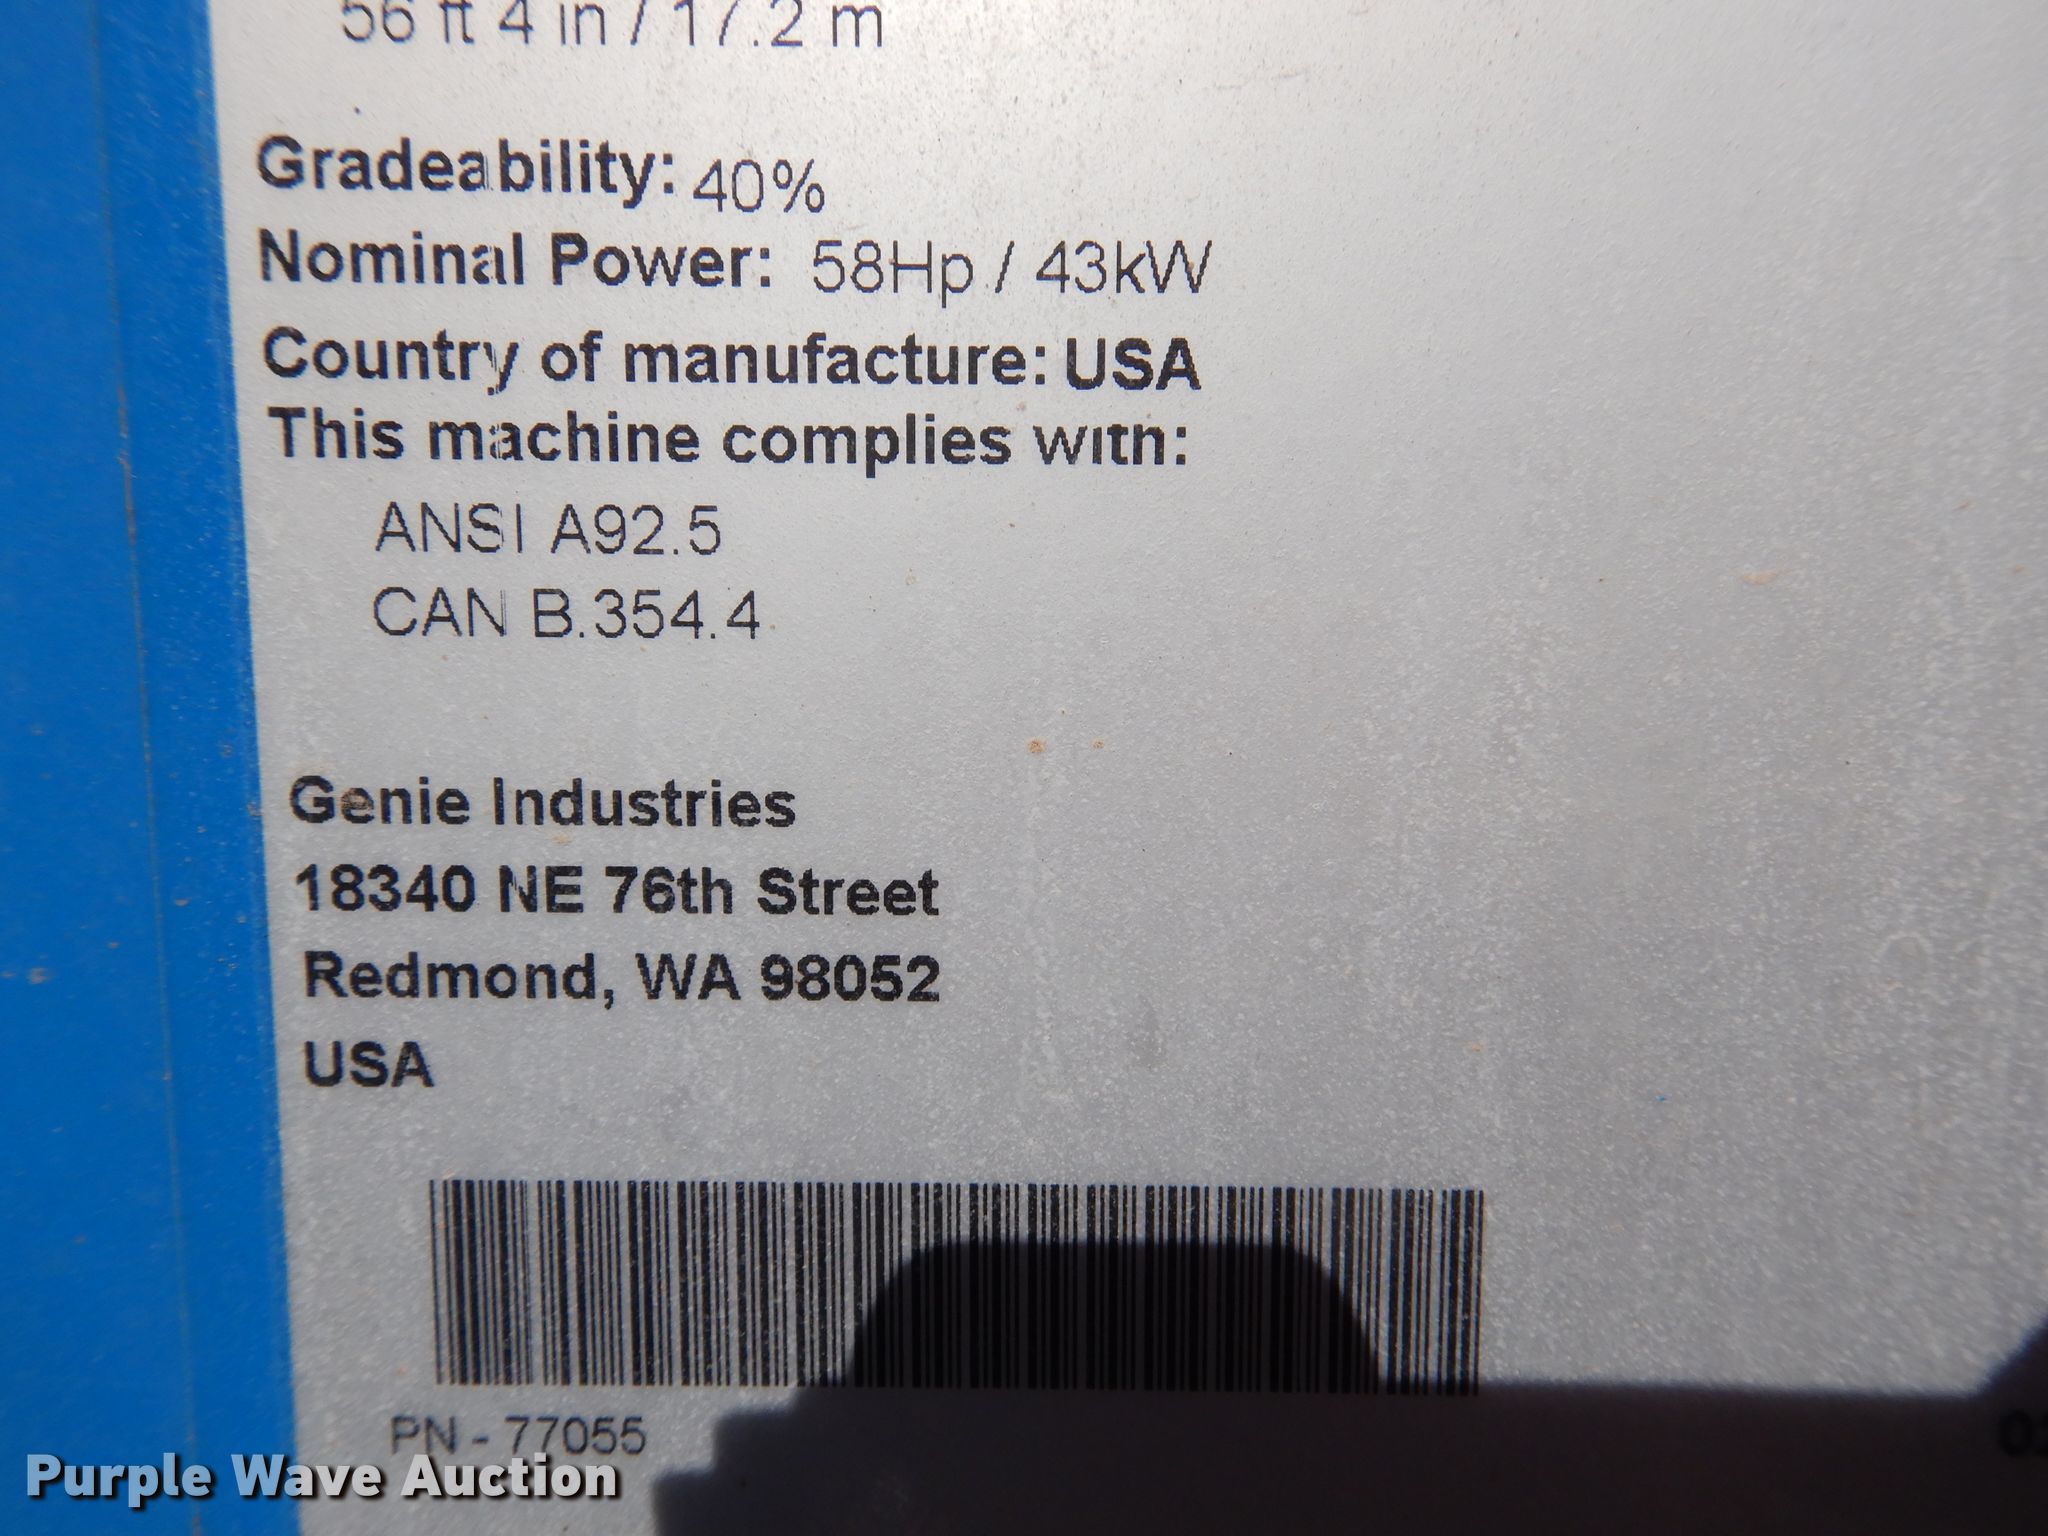 56 ft 4 in / 17.2 m
Gradeability: 40%
Nominal Power: 58Hp / 43kW
Country of manufacture: USA
This machine complies with:
ANSI A92.5
CAN B.354.4
Genie Industries
18340 NE 76th Street
Redmond, WA 98052
USA
PN - 77055
Purple Wave Auction